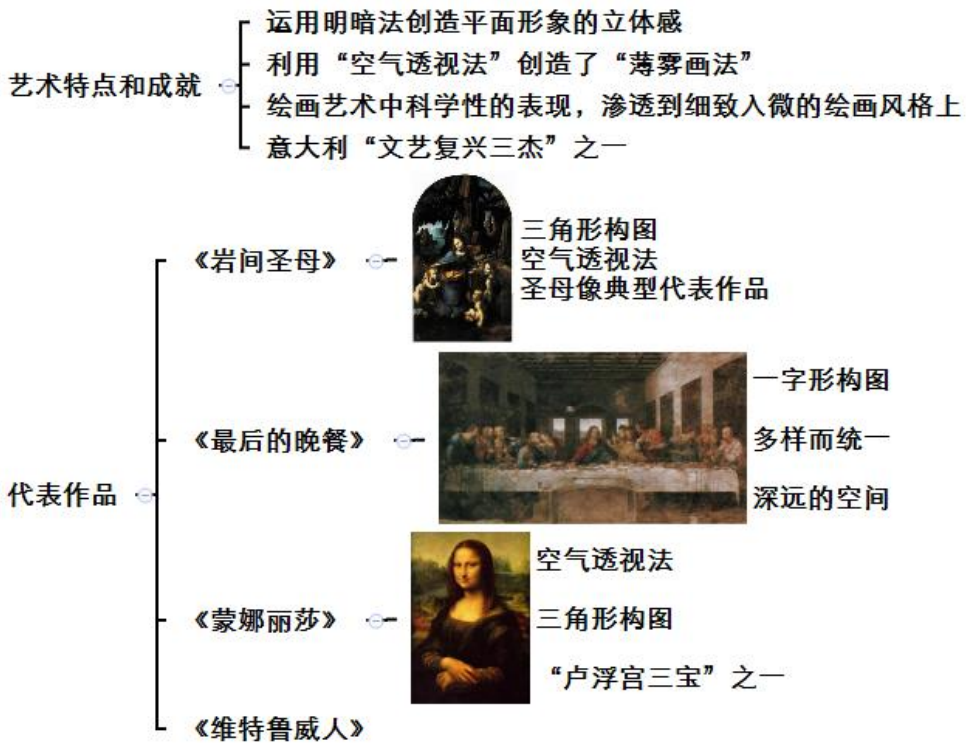 艺术特点和成就
运用明暗法创造平面形象的立体感
利用“空气透视法”创造了“薄雾画法”
绘画艺术中科学性的表现，渗透到细致入微的绘画风格上
意大利“文艺复兴三杰”之一
代表作品
《岩间圣母》
三角形构图
空气透视法
圣母像典型代表作品
《最后的晚餐》
一字形构图
多样而统一
深远的空间
《蒙娜丽莎》
空气透视法
三角形构图
“卢浮宫三宝”之一
《维特鲁威人》